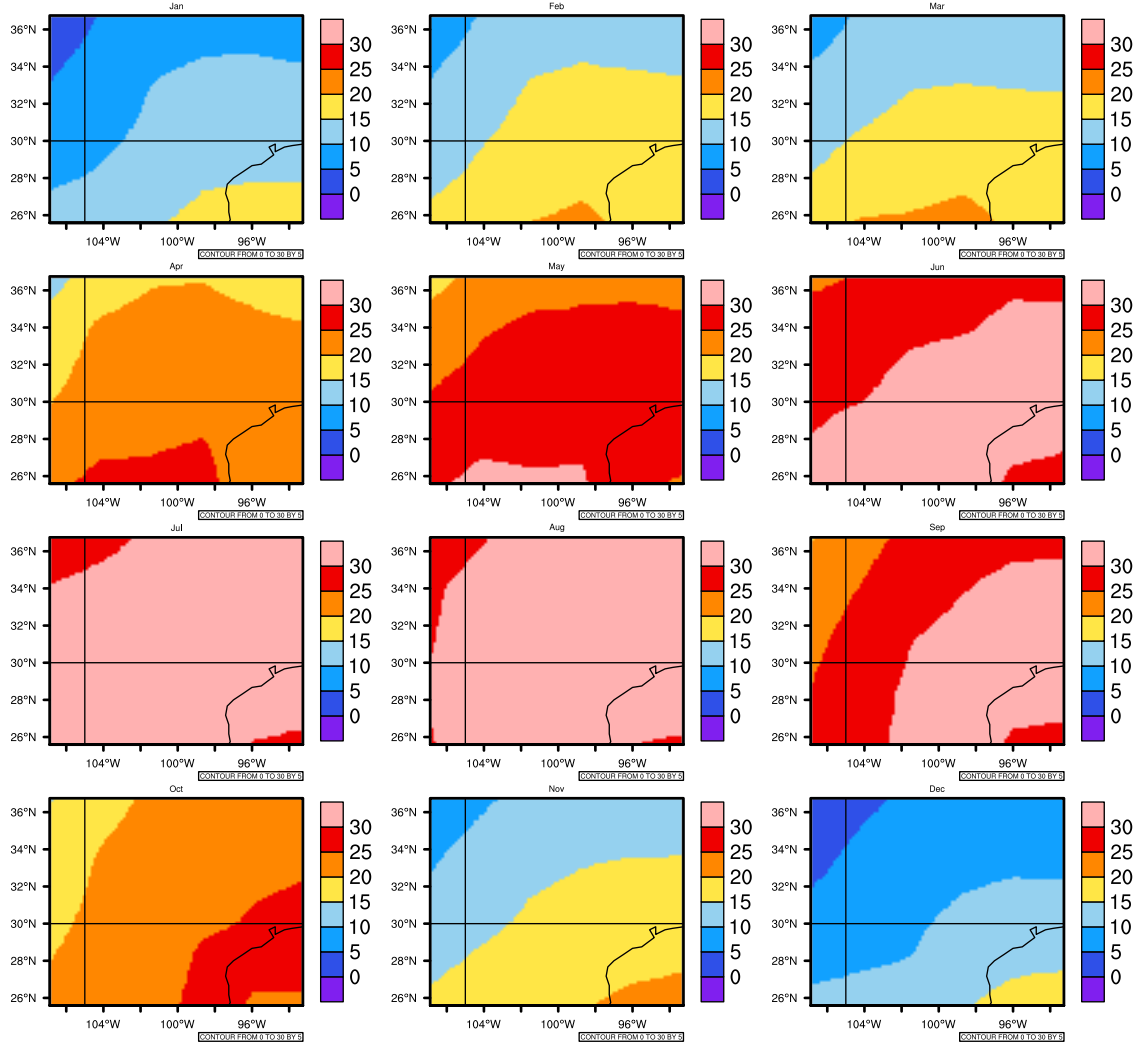 Jan
36°N
34°N
32°N
30°N
28°N
26°N
104°W 100°W 96°W
30
25
20
15
10
5
0
CONTOUR FROM 0 TO 30 BY 5
Feb
36°N
34°N
32°N
30°N
28°N
26°N
104°W 100°W 96°W
30
25
20
15
10
5
0
CONTOUR FROM 0 TO 30 BY 5
Mar
36°N
34°N
32°N
30°N
28°N
26°N
104°W 100°W 96°W
30
25
20
15
10
5
0
CONTOUR FROM 0 TO 30 BY 5
Apr
36°N
34°N
32°N
30°N
28°N
26°N
104°W 100°W 96°W
30
25
20
15
10
5
0
CONTOUR FROM 0 TO 30 BY 5
May
36°N
34°N
32°N
30°N
28°N
26°N
104°W 100°W 96°W
30
25
20
15
10
5
0
CONTOUR FROM 0 TO 30 BY 5
Jun
36°N
34°N
32°N
30°N
28°N
26°N
104°W 100°W 96°W
30
25
20
15
10
5
0
CONTOUR FROM 0 TO 30 BY 5
Jul
36°N
34°N
32°N
30°N
28°N
26°N
104°W 100°W 96°W
30
25
20
15
10
5
0
CONTOUR FROM 0 TO 30 BY 5
Aug
36°N
34°N
32°N
30°N
28°N
26°N
104°W 100°W 96°W
30
25
20
15
10
5
0
CONTOUR FROM 0 TO 30 BY 5
Sep
36°N
34°N
32°N
30°N
28°N
26°N
104°W 100°W 96°W
30
25
20
15
10
5
0
CONTOUR FROM 0 TO 30 BY 5
Oct
36°N
34°N
32°N
30°N
28°N
26°N
104°W 100°W 96°W
30
25
20
15
10
5
0
CONTOUR FROM 0 TO 30 BY 5
Nov
36°N
34°N
32°N
30°N
28°N
26°N
104°W 100°W 96°W
30
25
20
15
10
5
0
CONTOUR FROM 0 TO 30 BY 5
Dec
36°N
34°N
32°N
30°N
28°N
26°N
104°W 100°W 96°W
30
25
20
15
10
5
0
CONTOUR FROM 0 TO 30 BY 5